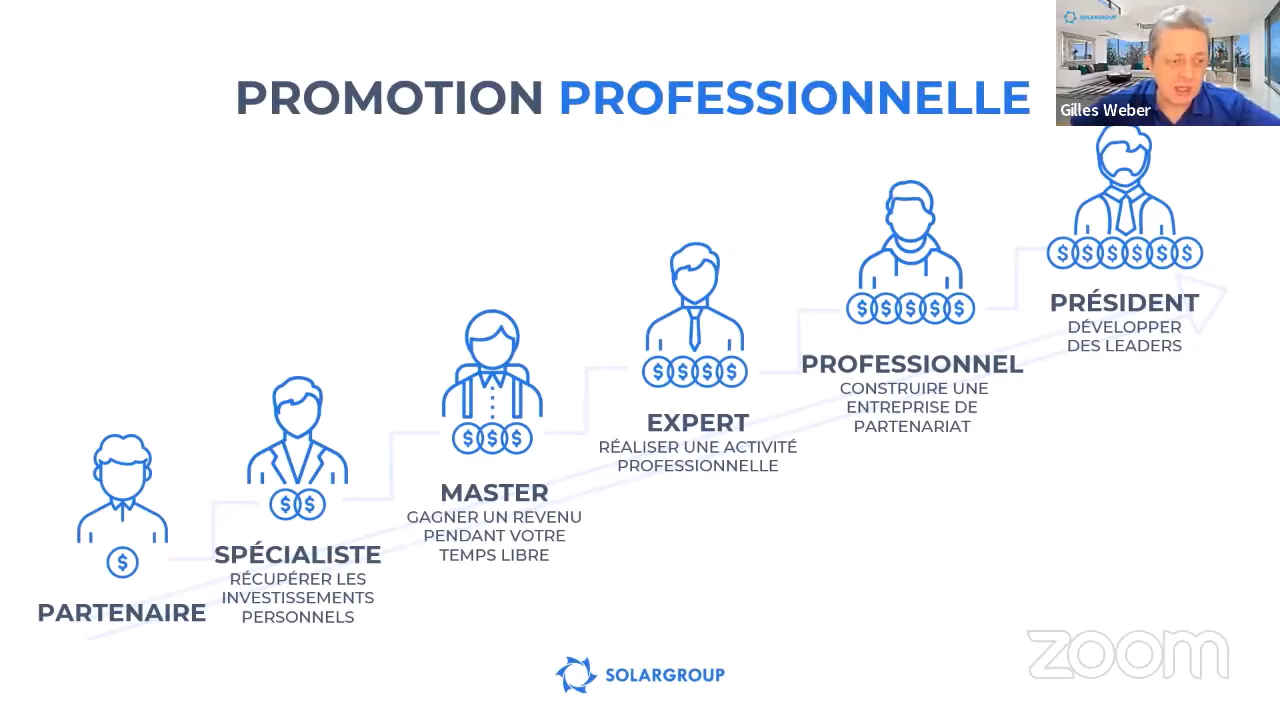 SOLARGROUP
PROMOTION PROFESSIONNELLE
Gilles Weber
$ $ $ $ $ $
PRÉSIDENT
DÉVELOPPER
DES LEADERS
$ $ $ $ $
PROFESSIONNEL
CONSTRUIRE UNE
ENTREPRISE DE
PARTENARIAT
$ $ $ $
EXPERT
RÉALISER UNE ACTIVITÉ
PROFESSIONNELLE
$ $ $
MASTER
GAGNER UN REVENU
PENDANT VOTRE
TEMPS LIBRE
$ $
SPÉCIALISTE
RÉCUPÉRER LES
INVESTISSEMENTS
PERSONNELS
$
PARTENAIRE
SOLARGROUP
zoom